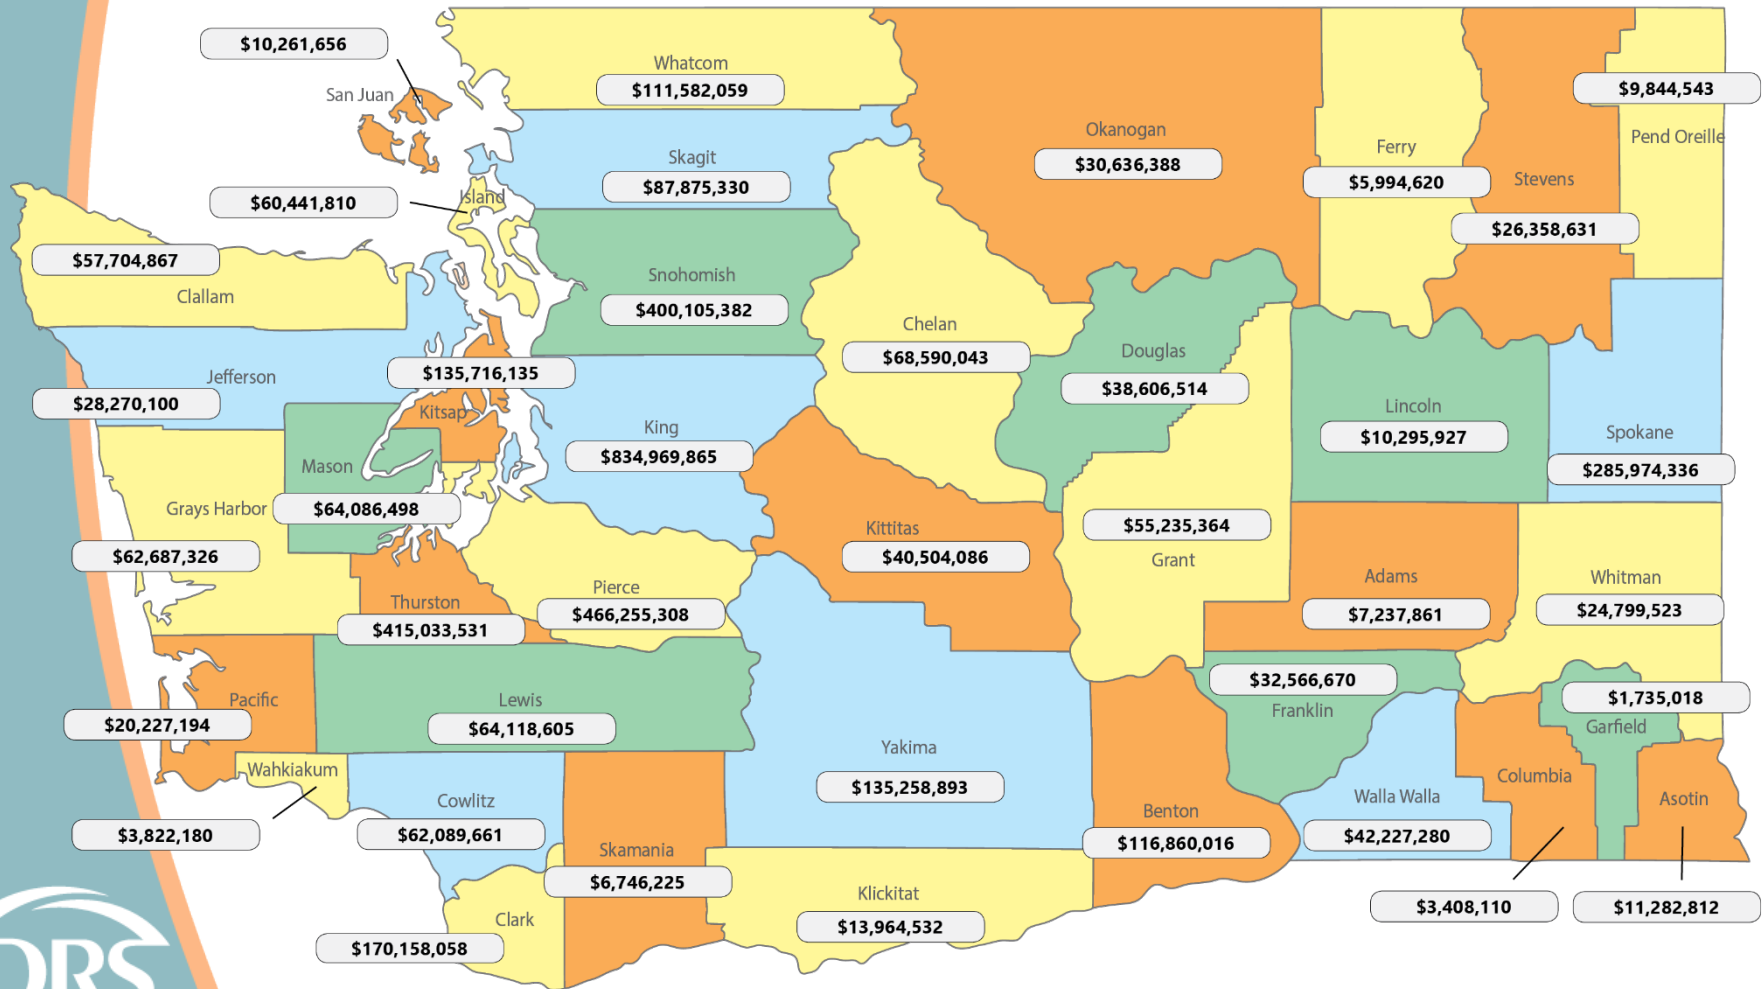 $10,261,656
San Juan
Whatcom
$111,582,059
$9,844,543
Pend Oreille
Okanogan
$30,636,388
Ferry
$5,994,620
Stevens
$26,358,631
Skagit
$87,875,330
Island
$60,441,810
$57,704,867
Clallam
Snohomish
$400,105,382
Chelan
$68,590,043
Douglas
$38,606,514
Jefferson
$28,270,100
$135,716,135
Kitsap
King
$834,969,865
Lincoln
$10,295,927
Spokane
$285,974,336
Mason
$64,086,498
Grays Harbor
$62,687,326
Kittitas
$40,504,086
$55,235,364
Grant
Adams
$7,237,861
Whitman
$24,799,523
Thurston
$415,033,531
Pierce
$466,255,308
Pacific
$20,227,194
Lewis
$64,118,605
$32,566,670
Franklin
$1,735,018
Garfield
Yakima
$135,258,893
Wahkiakum
$3,822,180
Cowlitz
$62,089,661
Skamania
$6,746,225
Benton
$116,860,016
Walla Walla
$42,227,280
Columbia
$3,408,110
Asotin
$11,282,812
Klickitat
$13,964,532
Clark
$170,158,058
DRS